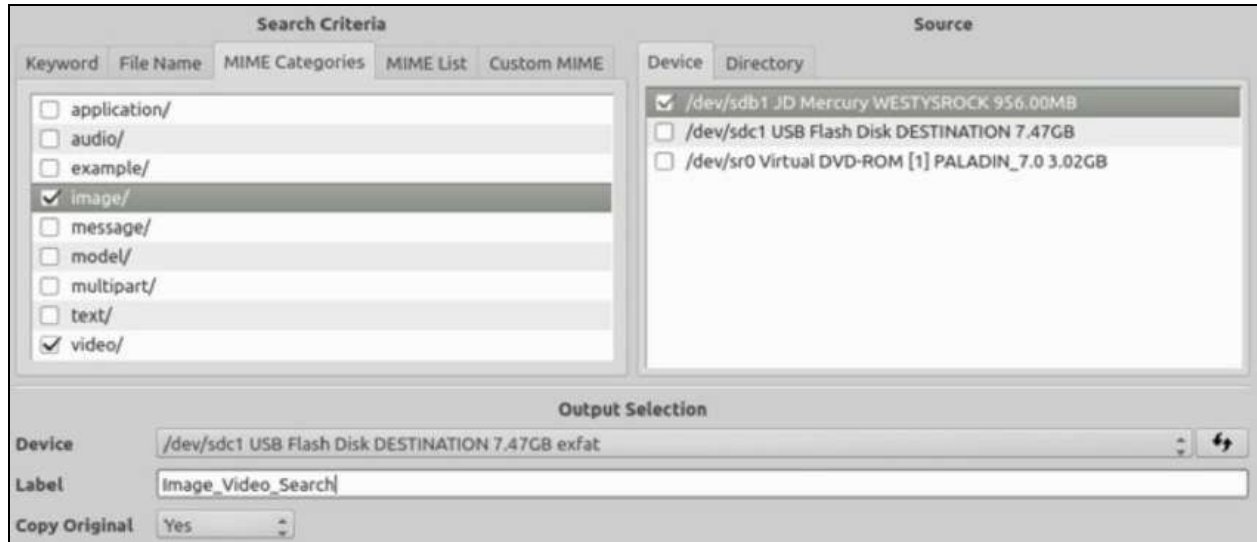 Search Criteria
Source
Keyword File Name MIME Categories MIME List Custom MIME
Device Directory
application/
audio/
example/
image/
message/
model/
multipart/
text/
video/
/dev/sdb1 JD Mercury WESTYSROCK 956.00MB
/dev/sdc1 USB Flash Disk DESTINATION 7.47GB
/dev/sr0 Virtual DVD-ROM [1] PALADIN_7.0 3.02GB
Output Selection
Device /dev/sdc1 USB Flash Disk DESTINATION 7.47GB exfat
Label Image_Video_Search
Copy Original Yes